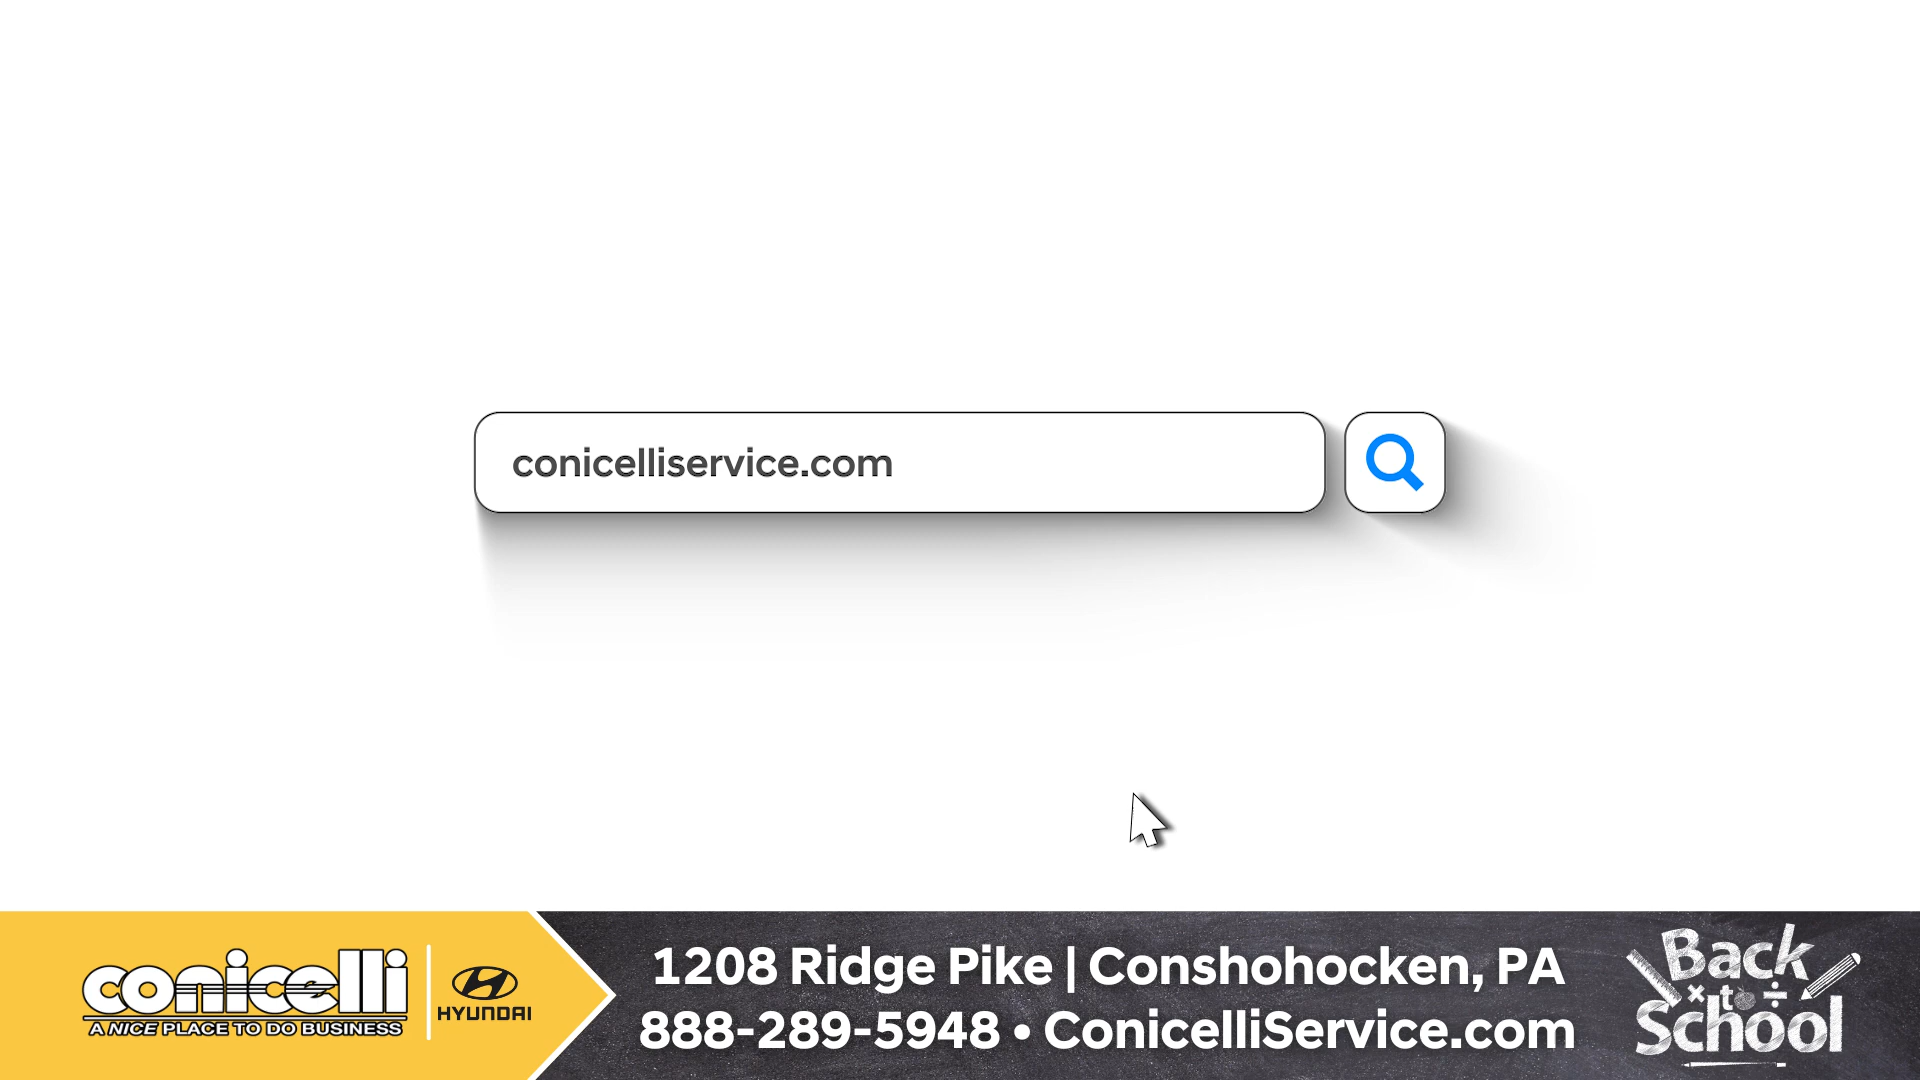 conicelliservice.com
conicelli
A NICE PLACE TO DO BUSINESS
HYUNDAI
1208 Ridge Pike | Conshohocken, PA
888-289-5948 • ConicelliService.com
Back
to
School